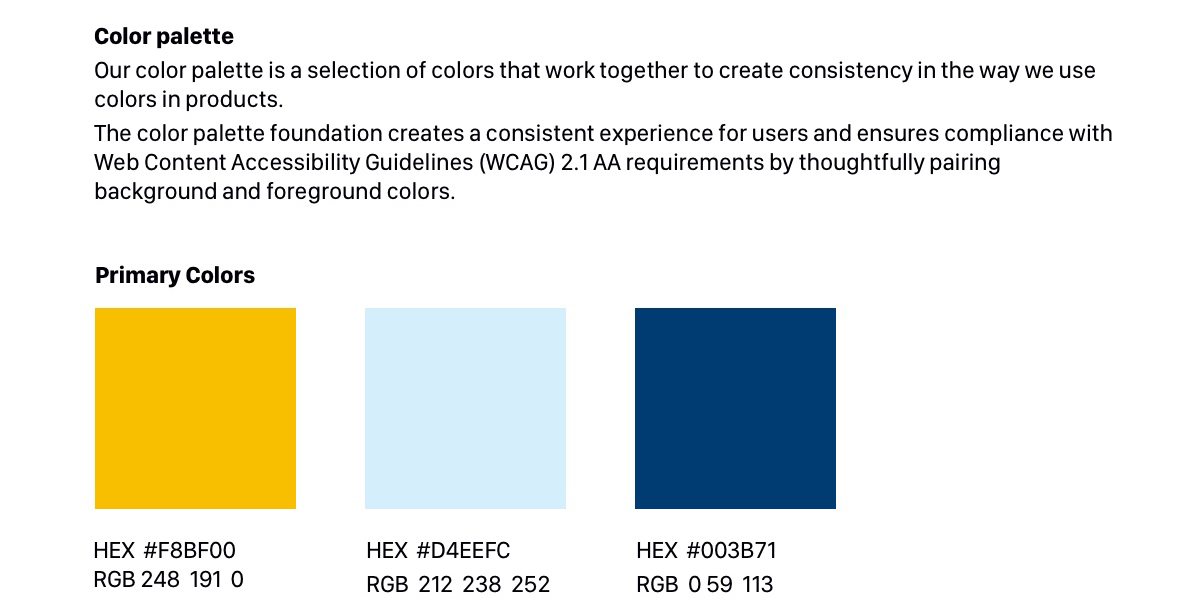 Color palette
Our color palette is a selection of colors that work together to create consistency in the way we use
colors in products.
The color palette foundation creates a consistent experience for users and ensures compliance with
Web Content Accessibility Guidelines (WCAG) 2.1 AA requirements by thoughtfully pairing
background and foreground colors.
Primary Colors
HEX #F8BF00
RGB 248 191 0
HEX #D4EEFC
RGB 212 238 252
HEX #003B71
RGB 0 59 113